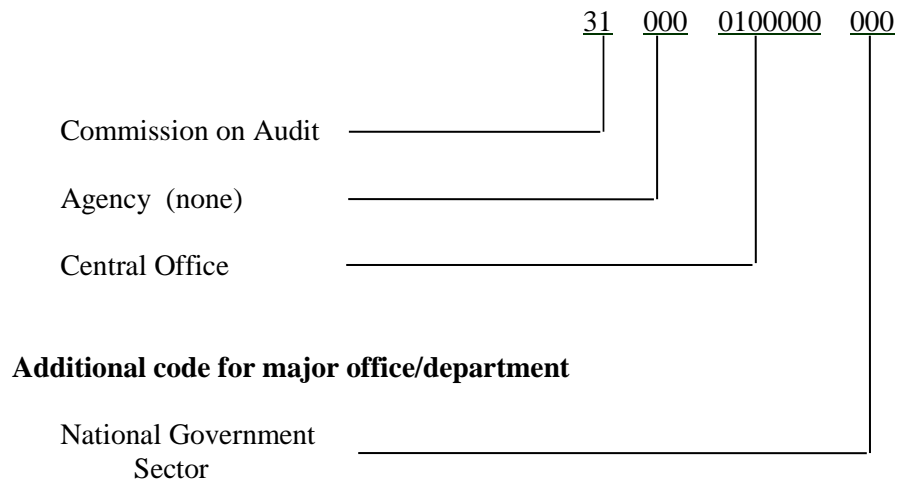 31 000 0100000 000
Commission on Audit
Agency (none)
Central Office
Additional code for major office/department
National Government
Sector